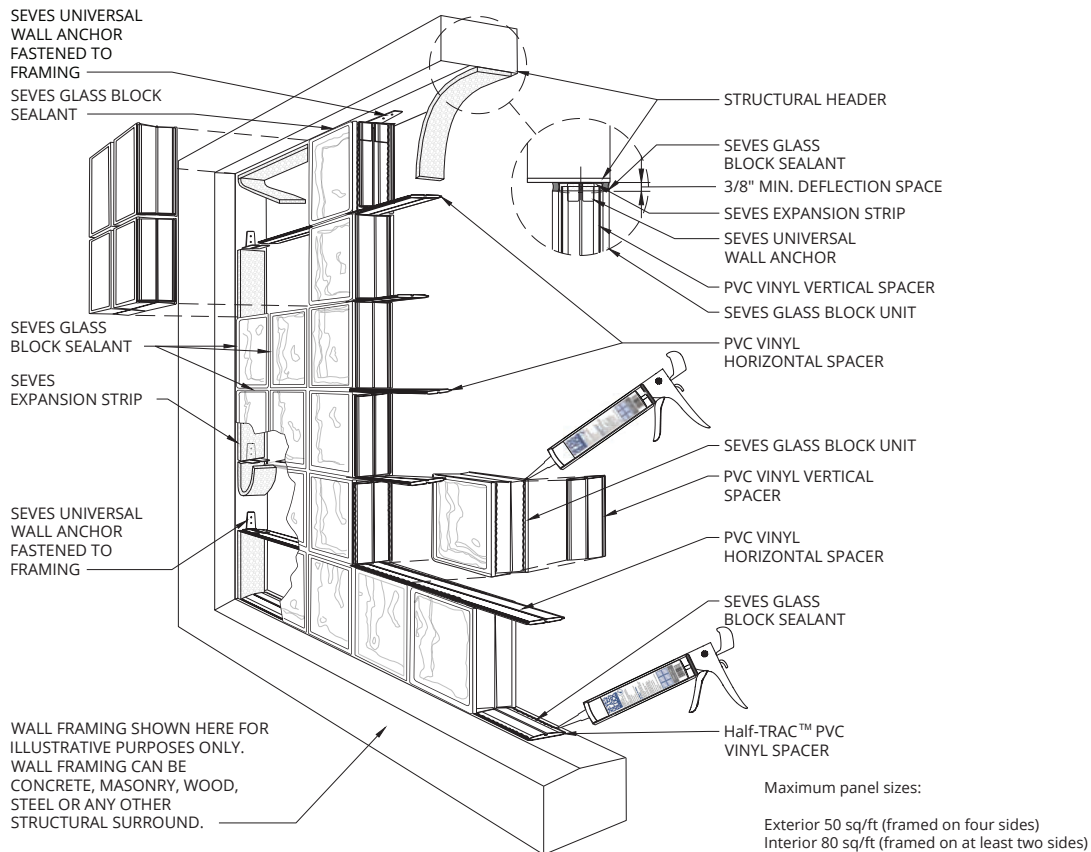 SEVES UNIVERSAL
WALL ANCHOR
FASTENED TO
FRAMING
SEVES GLASS BLOCK
SEALANT
SEVES GLASS
BLOCK SEALANT
SEVES
EXPANSION STRIP
SEVES UNIVERSAL
WALL ANCHOR
FASTENED TO
FRAMING
WALL FRAMING SHOWN HERE FOR
ILLUSTRATIVE PURPOSES ONLY.
WALL FRAMING CAN BE
CONCRETE, MASONRY, WOOD,
STEEL OR ANY OTHER
STRUCTURAL SURROUND.
STRUCTURAL HEADER
SEVES GLASS
BLOCK SEALANT
3/8" MIN. DEFLECTION SPACE
SEVES EXPANSION STRIP
SEVES UNIVERSAL
WALL ANCHOR
PVC VINYL VERTICAL SPACER
SEVES GLASS BLOCK UNIT
PVC VINYL
HORIZONTAL SPACER
SEVES GLASS BLOCK UNIT
PVC VINYL VERTICAL
SPACER
PVC VINYL
HORIZONTAL SPACER
SEVES GLASS
BLOCK SEALANT
Half-TRAC™ PVC
VINYL SPACER
Maximum panel sizes:
Exterior 50 sq/ft (framed on four sides)
Interior 80 sq/ft (framed on at least two sides)